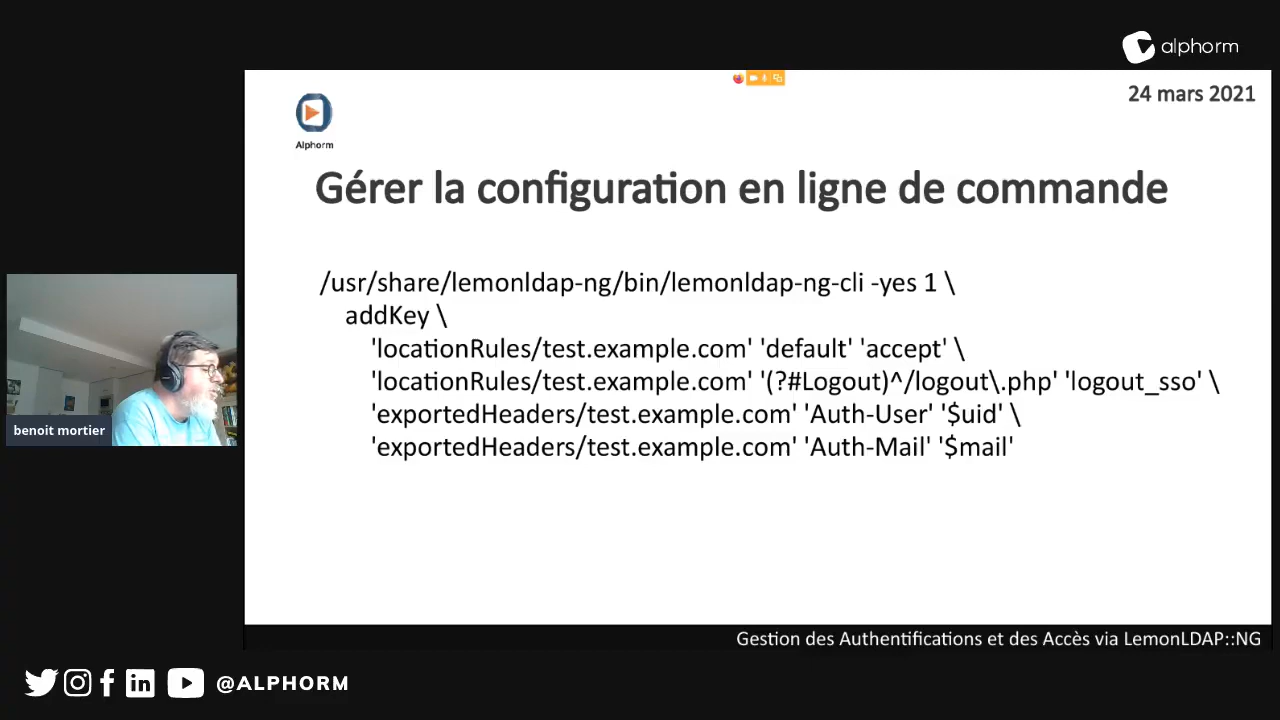 alphorm
24 mars 2021
Alphorm
Gérer la configuration en ligne de commande
/usr/share/lemonldap-ng/bin/lemonldap-ng-cli -yes 1 \
addKey \
'locationRules/test.example.com' 'default' 'accept' \
'locationRules/test.example.com' '(?#Logout)^/logout\.php' 'logout_sso' \
'exportedHeaders/test.example.com' 'Auth-User' '$uid' \
'exportedHeaders/test.example.com' 'Auth-Mail' '$mail'
benoit mortier
Gestion des Authentifications et des Accès via LemonLDAP::NG
@ALPHORM